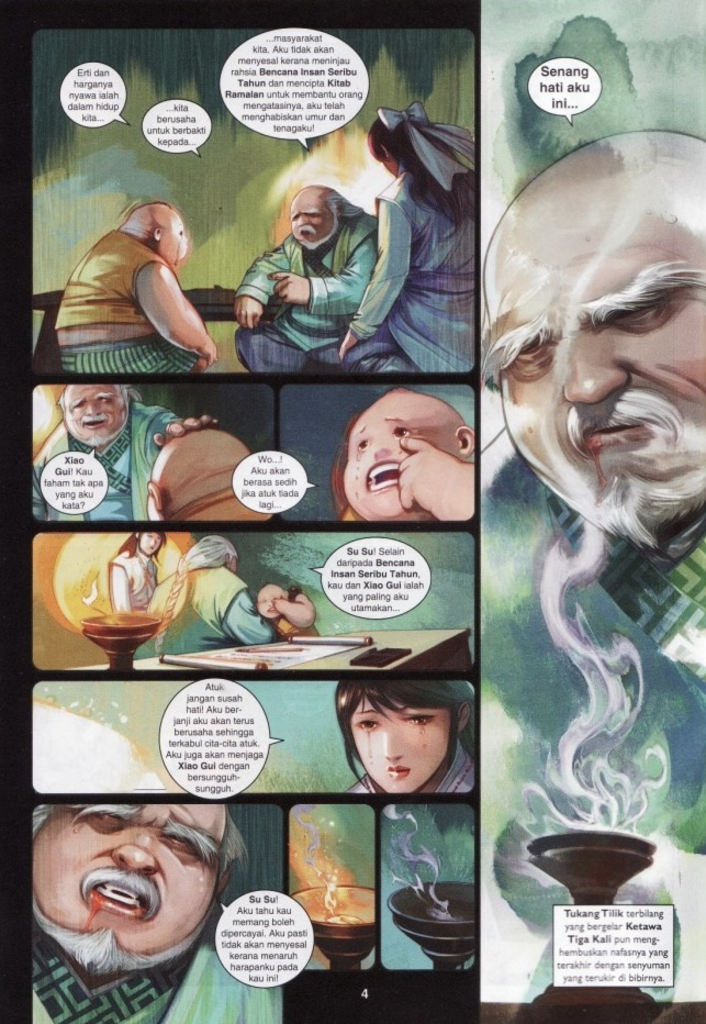 Erti dan
harganya
nyawa ialah
dalam hidup
kita...
...kita
berusaha
untuk berbakti
kepada...
...masyarakat
kita. Aku tidak akan
menyesal kerana meninjau
rahsia Bencana Insan Seribu
Tahun dan mencipta Kitab
Ramalan untuk membantu orang
mengatasinya, aku telah
menghabiskan umur dan
tenagaku!
Xiao
Gui! Kau
faham tak apa
yang aku
kata?
Wo...!
Aku akan
berasa sedih
jika atuk tiada
lagi...
Su Su! Selain
daripada Bencana
Insan Seribu Tahun,
kau dan Xiao Gui ialah
yang paling aku
utamakan...
Atuk
jangan susah
hati! Aku ber-
janji aku akan terus
berusaha sehingga
terkabul cita-cita atuk.
Aku juga akan menjaga
Xiao Gui dengan
bersungguh-
sungguh.
Su Su!
Aku tahu kau
memang boleh
dipercayai. Aku pasti
tidak akan menyesal
kerana menaruh
harapanku pada
kau ini!
Senang
hati aku
ini...
Tukang Tilik terbilang
yang bergelar Ketawa
Tiga Kali pun meng-
hembuskan nafasnya yang
terakhir dengan senyuman
yang terukir di bibirnya.
4